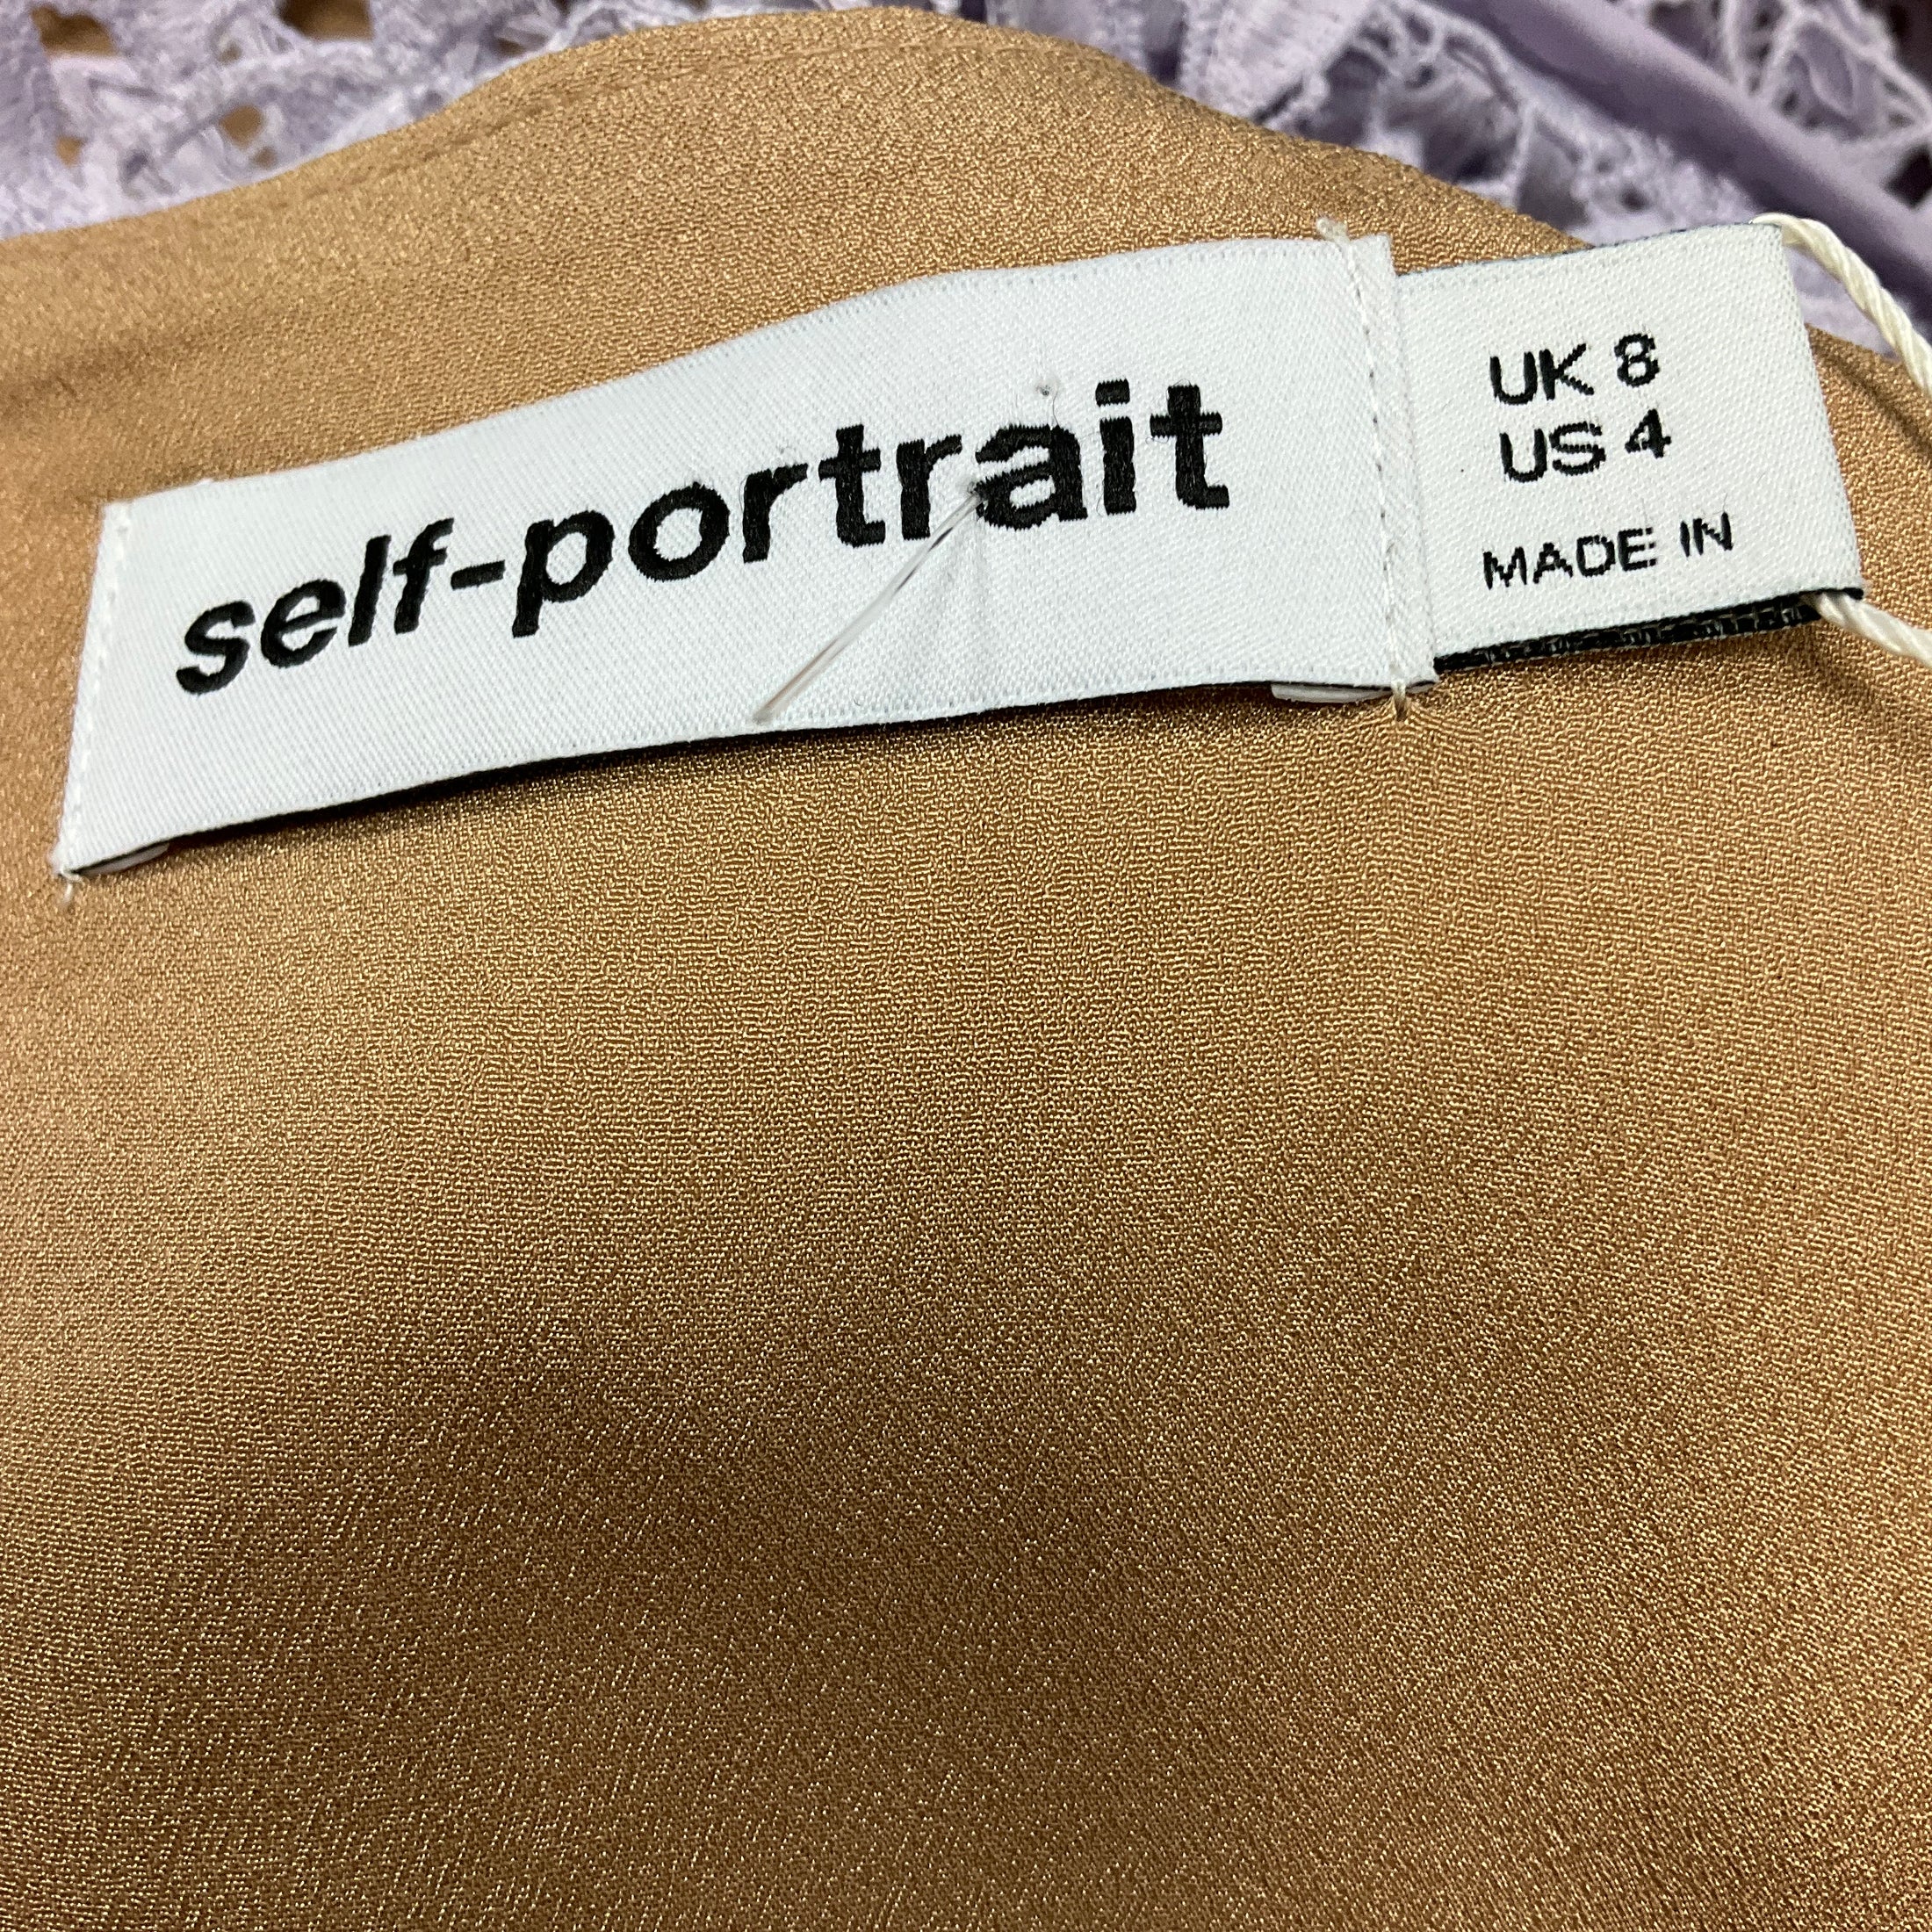 self-portrait
UK 8
US 4
MADE IN